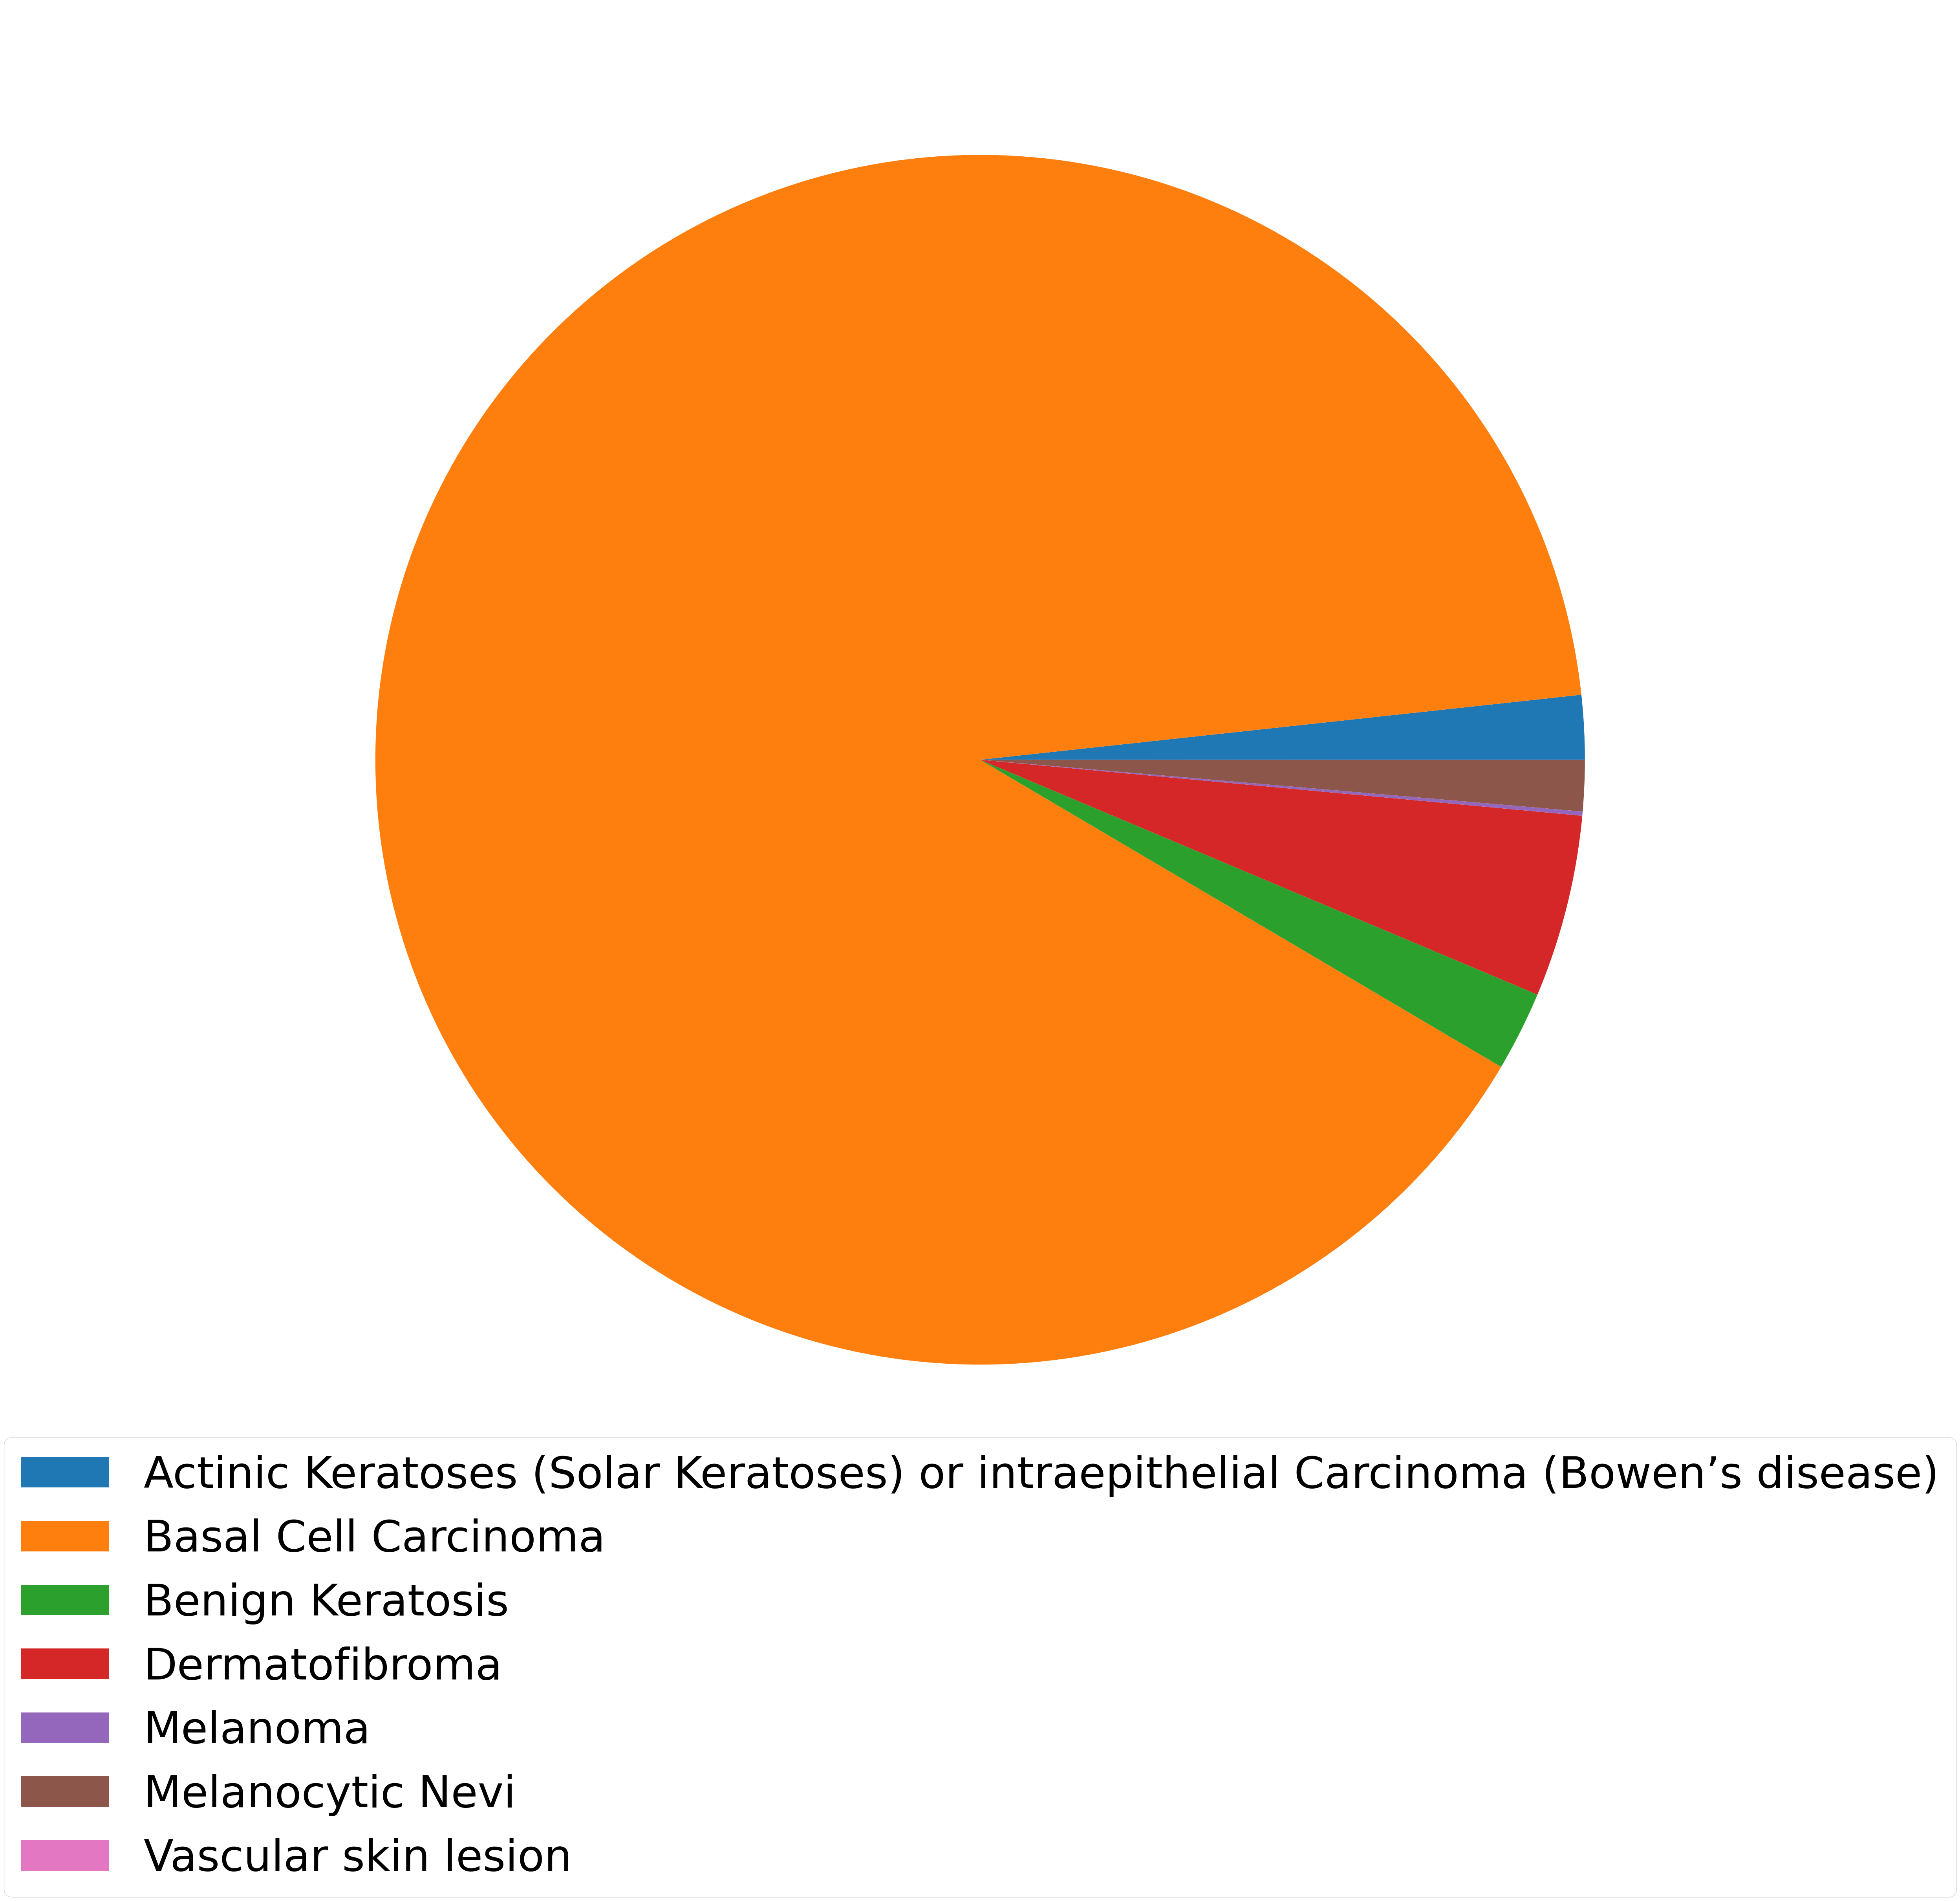 Actinic Keratoses (Solar Keratoses) or intraepithelial Carcinoma (Bowen’s disease)
Basal Cell Carcinoma
Benign Keratosis
Dermatofibroma
Melanoma
Melanocytic Nevi
Vascular skin lesion